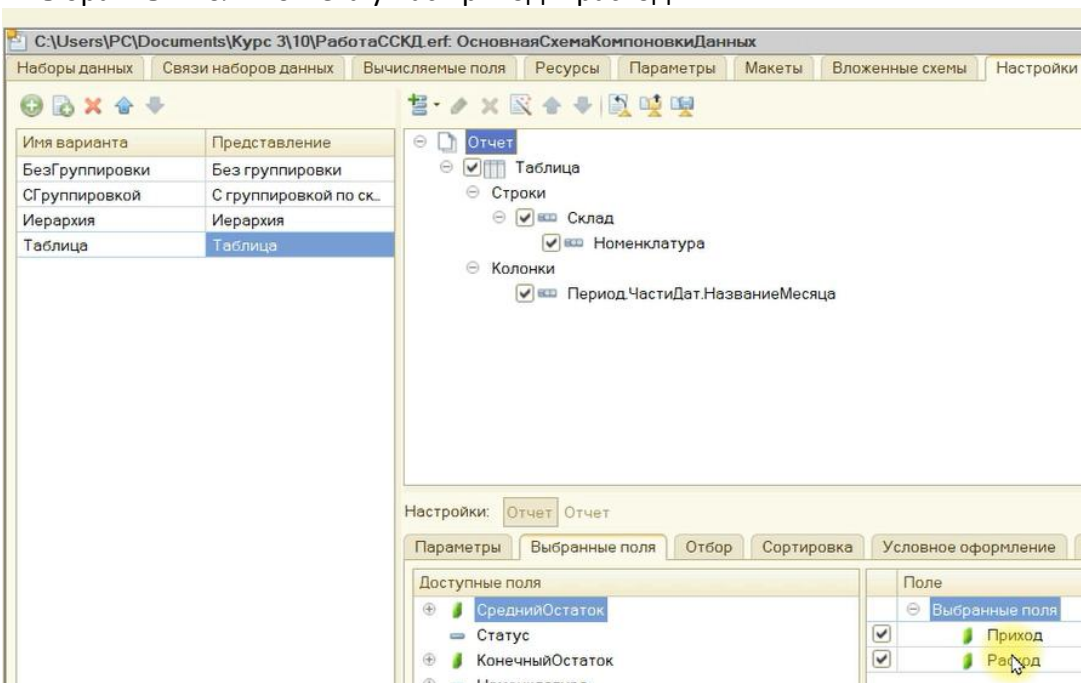 C:\Users\PC\Documents\Курс 3\10\РаботаССКД.erf: ОсновнаяСхемаКомпоновкиДанных
Наборы данных Связи наборов данных Вычисляемые поля Ресурсы Параметры Макеты Вложенные схемы Настройки
Имя варианта Представление
БезГруппировки Без группировки
СГруппировкой С группировкой по ск...
Иерархия Иерархия
Таблица Таблица
Отчет
Таблица
Строки
Склад
Номенклатура
Колонки
Период.ЧастиДат.НазваниеМесяца
Настройки: Отчет Отчет
Параметры Выбранные поля Отбор Сортировка Условное оформление
Доступные поля Поле
СреднийОстаток Выбранные поля
Статус Приход
КонечныйОстаток Расход